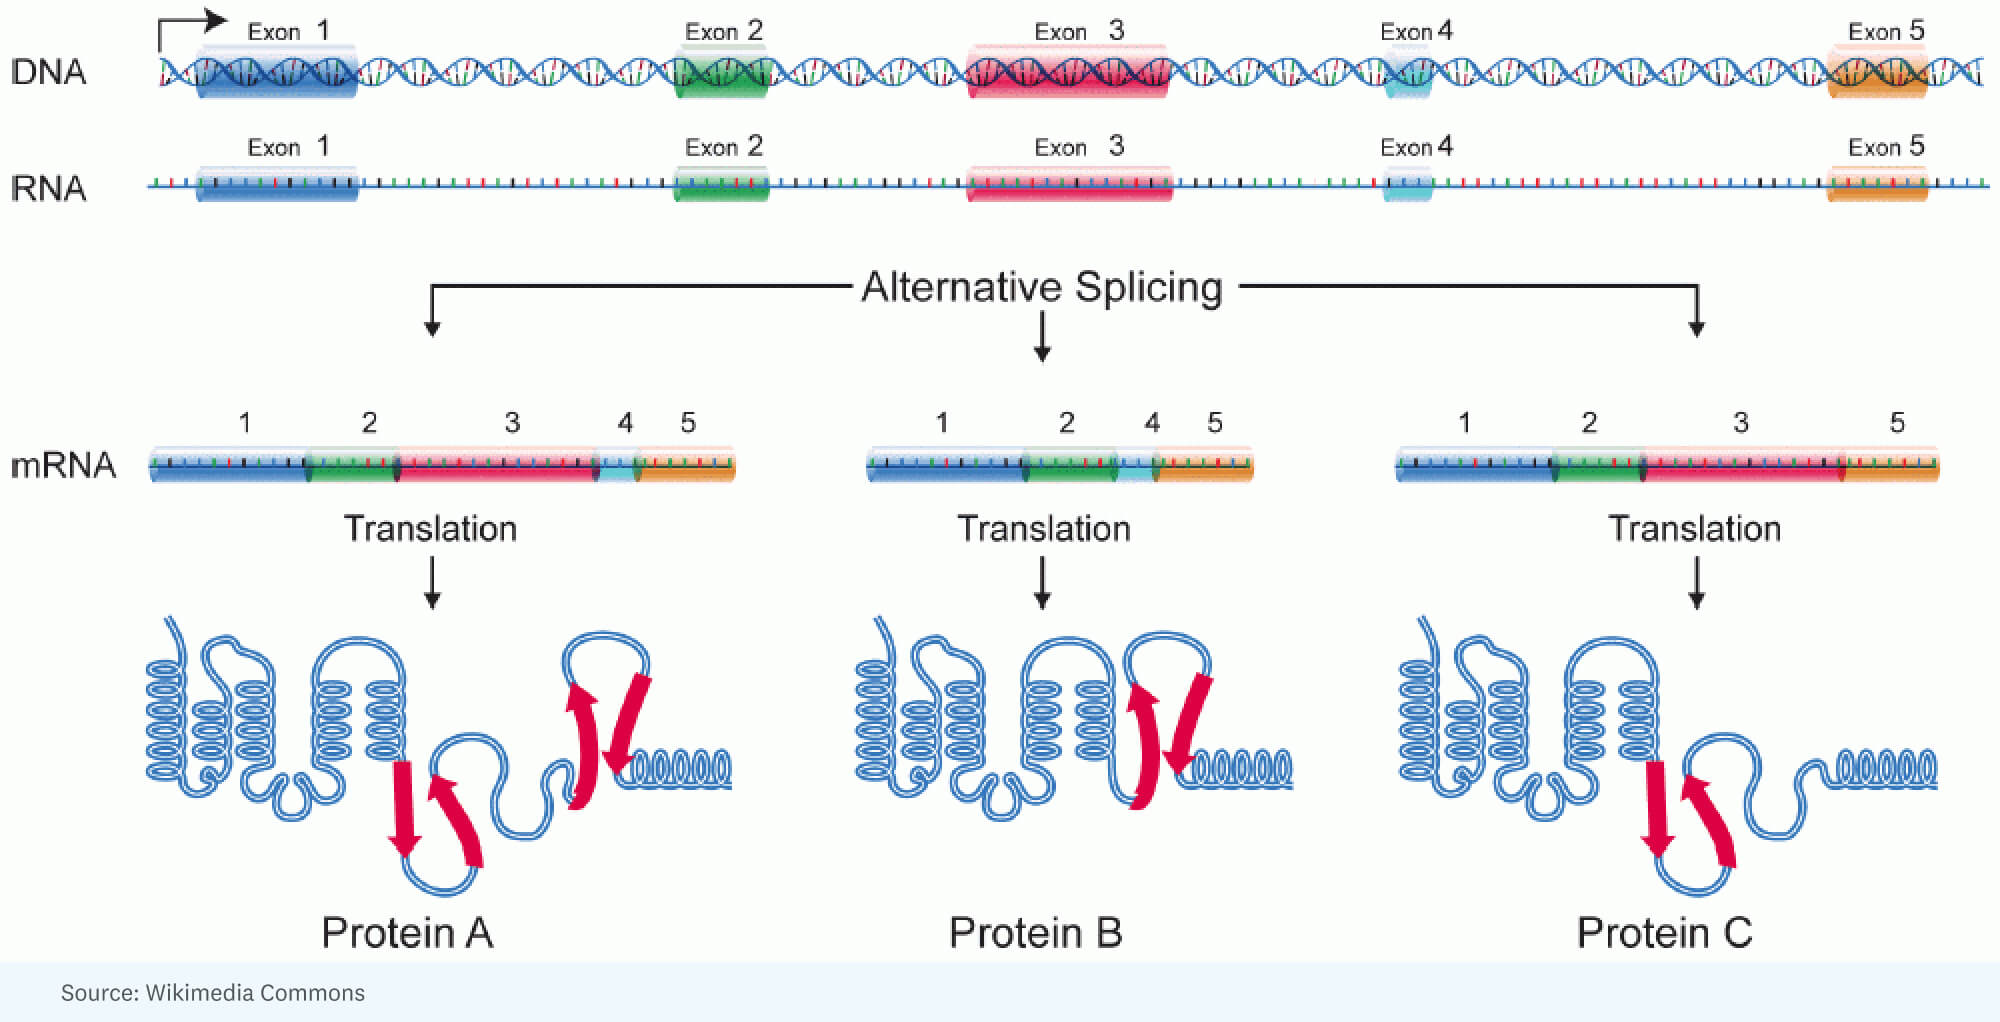 Exon 1 Exon 2 Exon 3 Exon 4 Exon 5
DNA
Exon 1 Exon 2 Exon 3 Exon 4 Exon 5
RNA
Alternative Splicing
1 2 3 4 5 1 2 4 5 1 2 3 5
mRNA
Translation Translation Translation
Protein A Protein B Protein C
Source: Wikimedia Commons